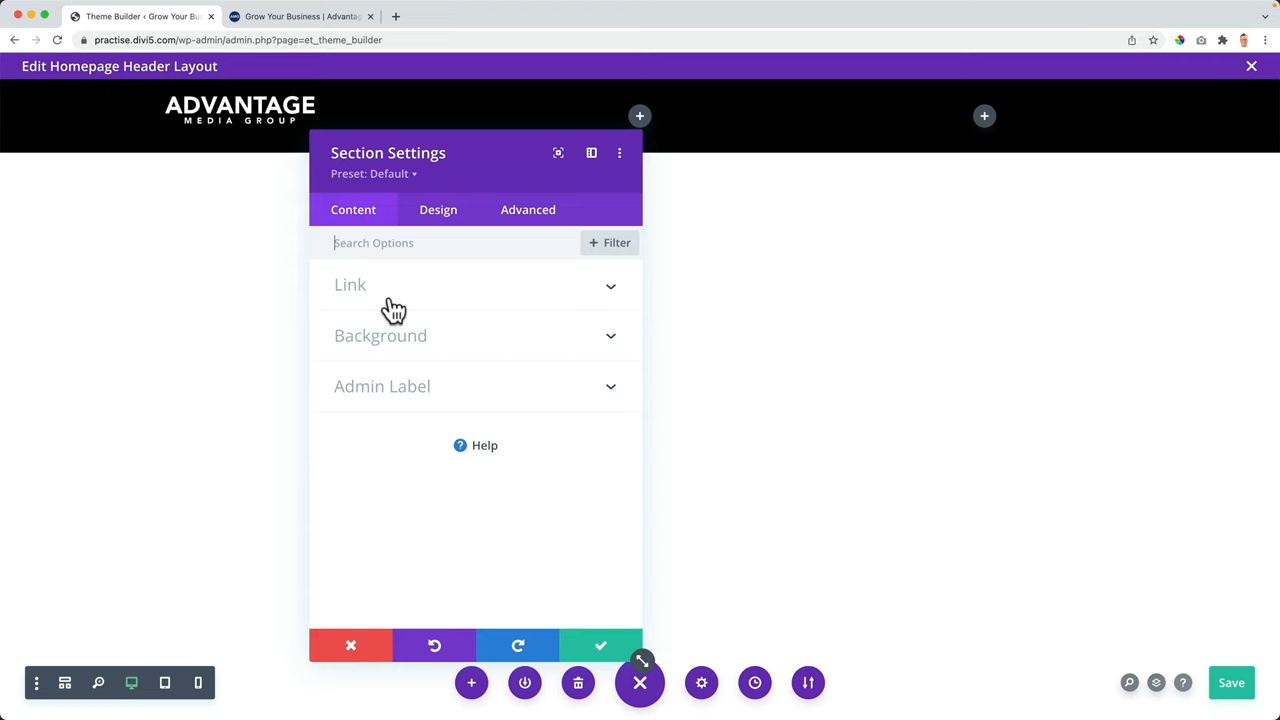 Theme Builder ‹ Grow Your Bus
Grow Your Business | Advantag
practise.divi5.com/wp-admin/admin.php?page=et_theme_builder
Edit Homepage Header Layout
ADVANTAGE
MEDIA GROUP
Section Settings
Preset: Default
Content
Design
Advanced
Search Options
+ Filter
Link
Background
Admin Label
? Help
Save